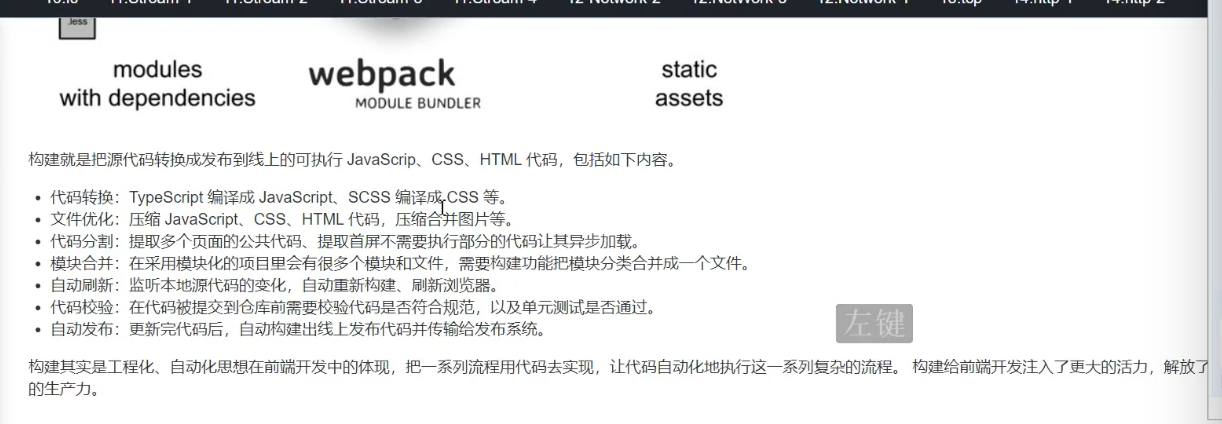 11.Stream-1 11.Stream-2 11.Stream-3 11.Stream-4 12-Network-2 12.NetWork-3 12.Network-1 13.tcp 14.http-1 14.http-2
.less
modules
with dependencies
webpack
MODULE BUNDLER
static
assets
构建就是把源代码转换成发布到线上的可执行 JavaScrip、CSS、HTML 代码，包括如下内容。
• 代码转换：TypeScript 编译成 JavaScript、SCSS 编译成 CSS 等。
• 文件优化：压缩 JavaScript、CSS、HTML 代码，压缩合并图片等。
• 代码分割：提取多个页面的公共代码、提取首屏不需要执行部分的代码让其异步加载。
• 模块合并：在采用模块化的项目里会有很多个模块和文件，需要构建功能把模块分类合并成一个文件。
• 自动刷新：监听本地源代码的变化，自动重新构建、刷新浏览器。
• 代码校验：在代码被提交到仓库前需要校验代码是否符合规范，以及单元测试是否通过。
• 自动发布：更新完代码后，自动构建出线上发布代码并传输给发布系统。
左键
构建其实是工程化、自动化思想在前端开发中的体现，把一系列流程用代码去实现，让代码自动化地执行这一系列复杂的流程。 构建给前端开发注入了更大的活力，解放了
的生产力。